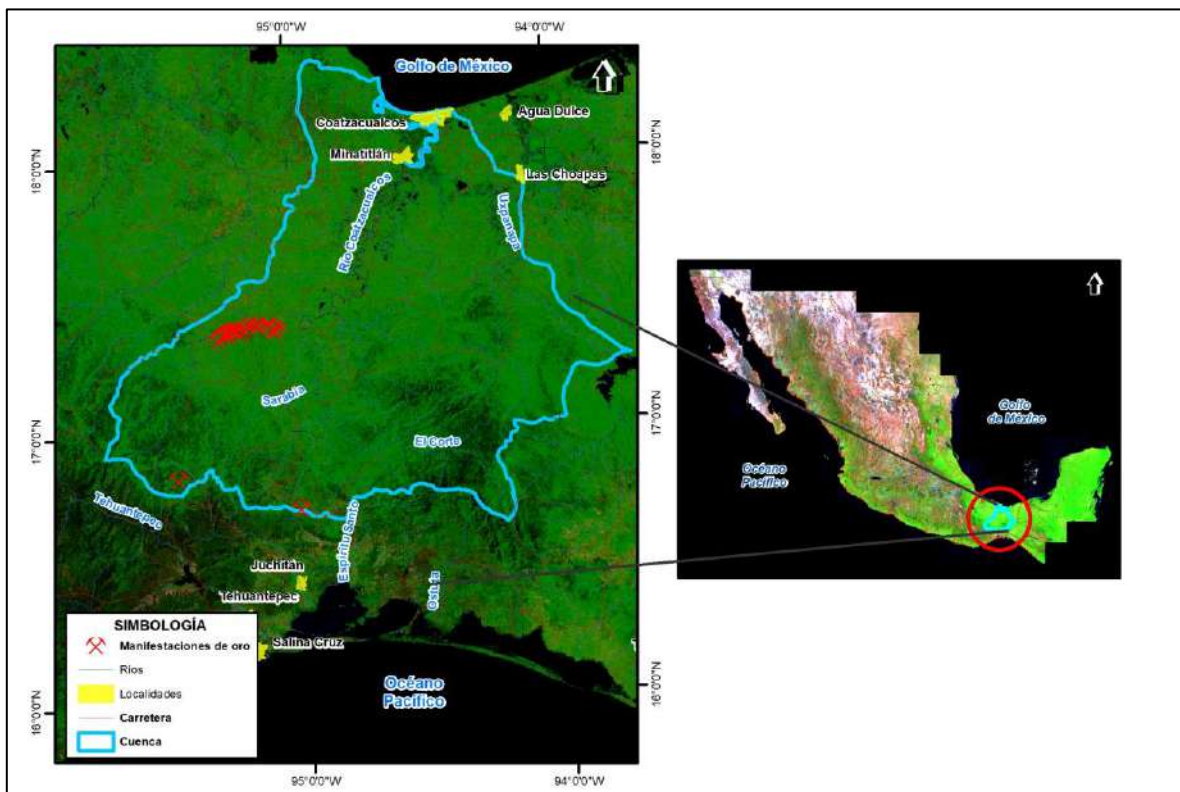 95°0'0"W
94°0'0"W
Golfo de México
Coatzacualcos
Agua Dulce
Minatitlán
Las Choapas
18°0'0"N
18°0'0"N
Río Coatzacualcos
Uxpanapa
Sarabia
El Corte
17°0'0"N
17°0'0"N
Tehuantepec
Espíritu Santo
Juchitán
Tehuantepec
Ostuta
Salina Cruz
Océano
Pacífico
16°0'0"N
16°0'0"N
SIMBOLOGÍA
Manifestaciones de oro
Ríos
Localidades
Carretera
Cuenca
95°0'0"W
94°0'0"W
Golfo
de México
Océano
Pacífico